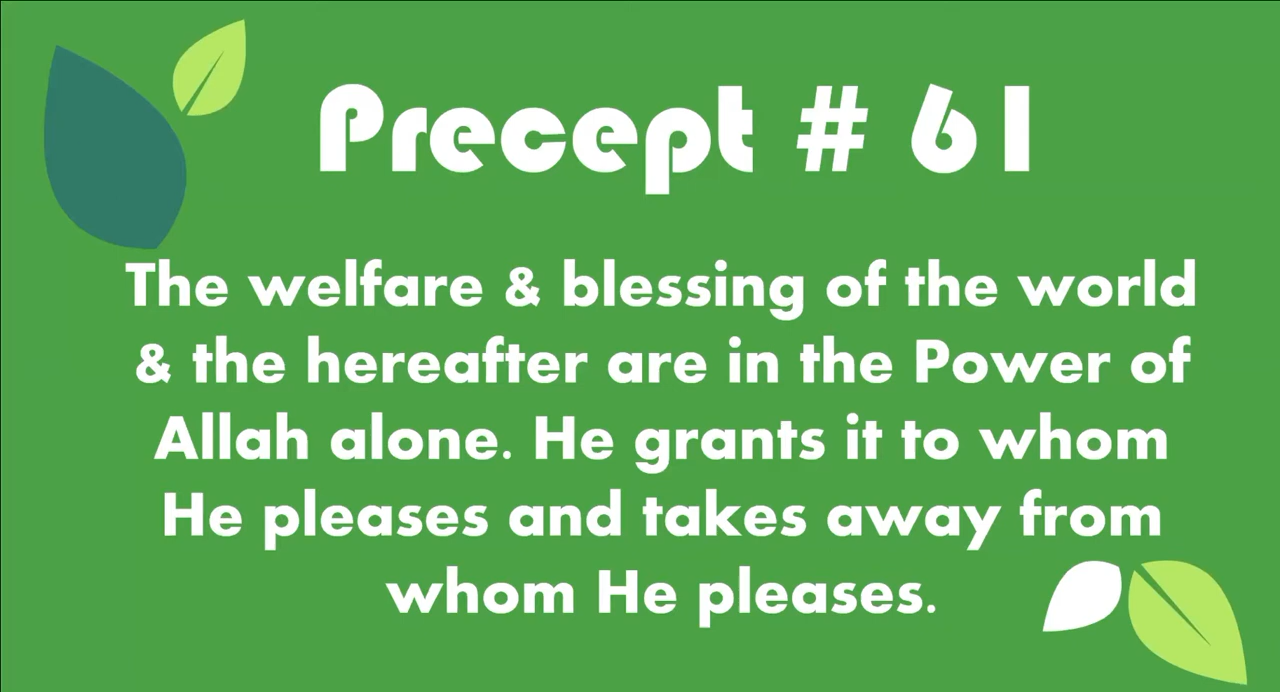 Precept # 61
The welfare & blessing of the world
& the hereafter are in the Power of
Allah alone. He grants it to whom
He pleases and takes away from
whom He pleases.